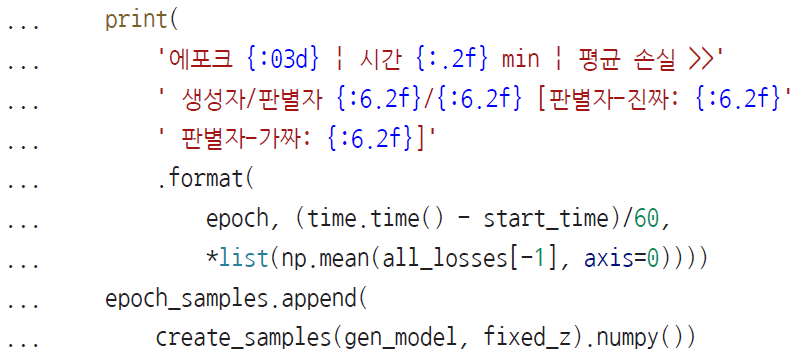 ...     print(
...         '에포크 {:03d} | 시간 {:.2f} min | 평균 손실 >>'
...         ' 생성자/판별자 {:6.2f}/{:6.2f} [판별자-진짜: {:6.2f}'
...         ' 판별자-가짜: {:6.2f}]'
...         .format(
...             epoch, (time.time() - start_time)/60,
...             *list(np.mean(all_losses[-1], axis=0))))
...     epoch_samples.append(
...         create_samples(gen_model, fixed_z).numpy())